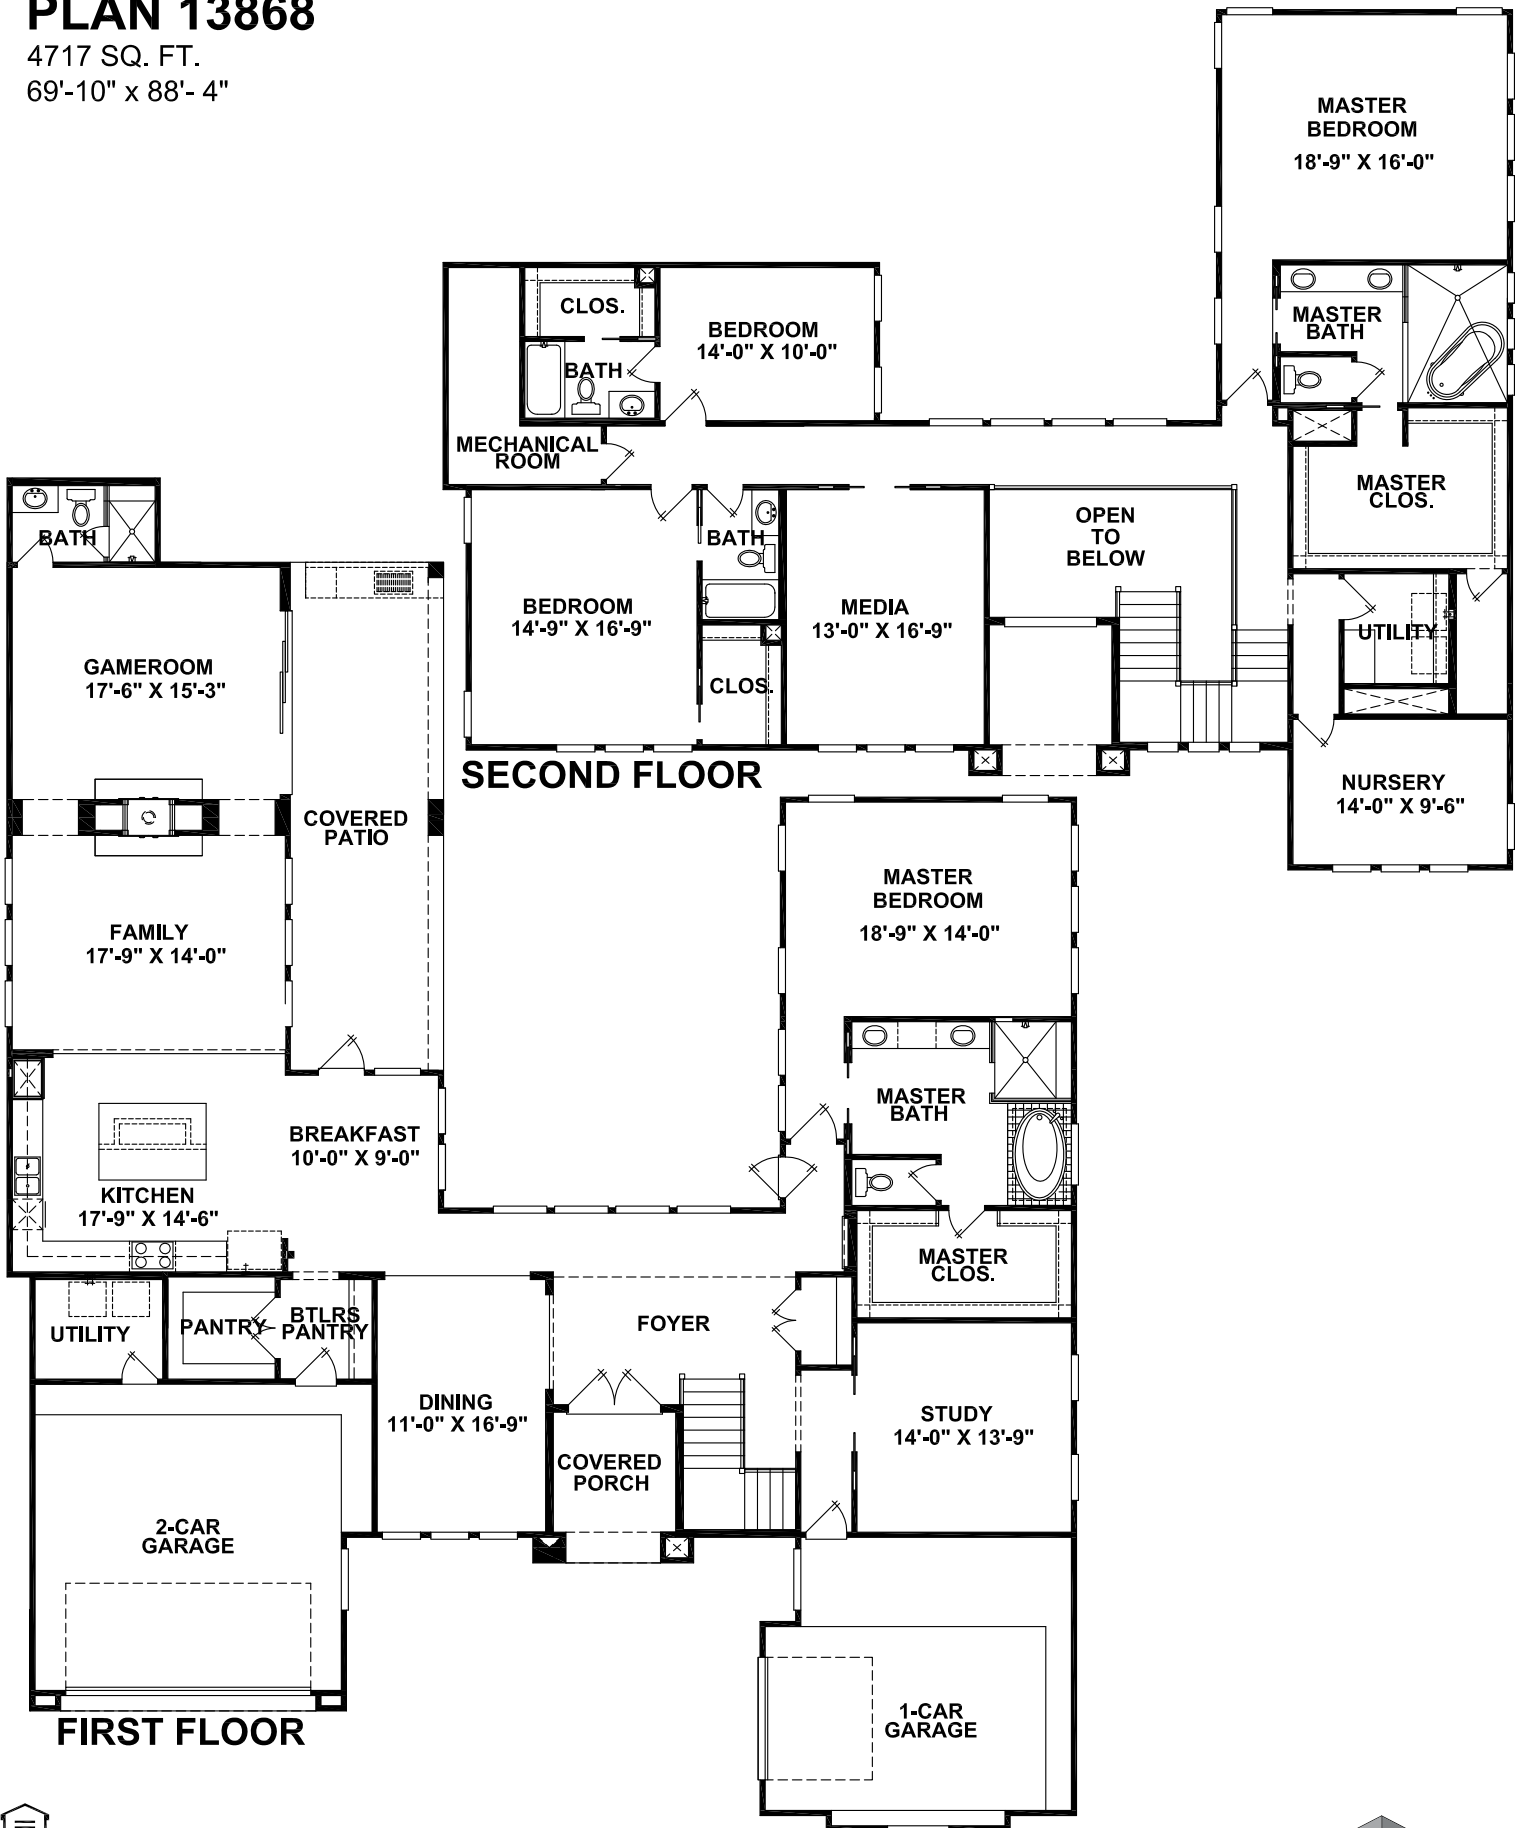 PLAN 13868
4717 SQ. FT.
69'-10" x 88'- 4"
MASTER
BEDROOM
18'-9" X 16'-0"
CLOS.
BEDROOM
14'-0" X 10'-0"
BATH
MASTER
BATH
MECHANICAL
ROOM
MASTER
CLOS.
BATH
OPEN
TO
BELOW
BEDROOM
14'-9" X 16'-9"
MEDIA
13'-0" X 16'-9"
UTILITY
CLOS.
NURSERY
14'-0" X 9'-6"
SECOND FLOOR
BATH
GAMEROOM
17'-6" X 15'-3"
COVERED
PATIO
FAMILY
17'-9" X 14'-0"
MASTER
BEDROOM
18'-9" X 14'-0"
MASTER
BATH
BREAKFAST
10'-0" X 9'-0"
KITCHEN
17'-9" X 14'-6"
MASTER
CLOS.
UTILITY
PANTRY
BTLRS
PANTRY
FOYER
DINING
11'-0" X 16'-9"
STUDY
14'-0" X 13'-9"
COVERED
PORCH
2-CAR
GARAGE
1-CAR
GARAGE
FIRST FLOOR